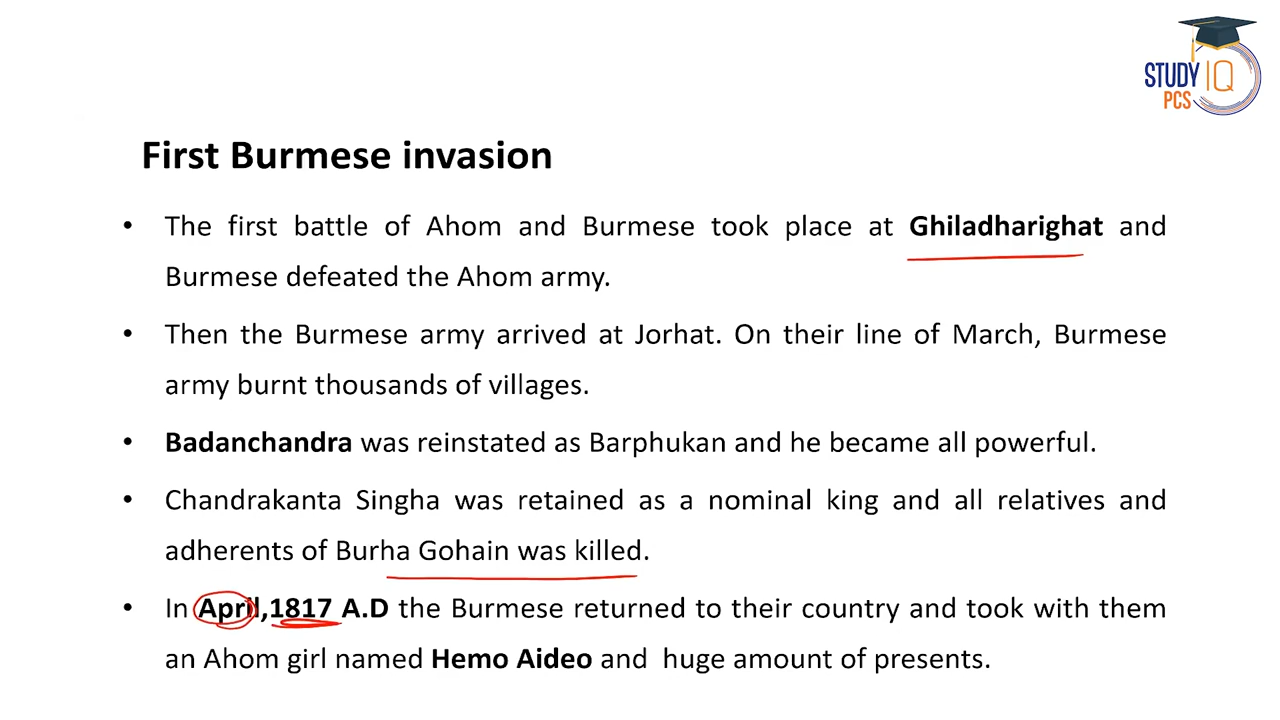 STUDY IQ
PCS
First Burmese invasion
• The first battle of Ahom and Burmese took place at Ghiladharighat and
Burmese defeated the Ahom army.
• Then the Burmese army arrived at Jorhat. On their line of March, Burmese
army burnt thousands of villages.
• Badanchandra was reinstated as Barphukan and he became all powerful.
• Chandrakanta Singha was retained as a nominal king and all relatives and
adherents of Burha Gohain was killed.
• In April,1817 A.D the Burmese returned to their country and took with them
an Ahom girl named Hemo Aideo and huge amount of presents.